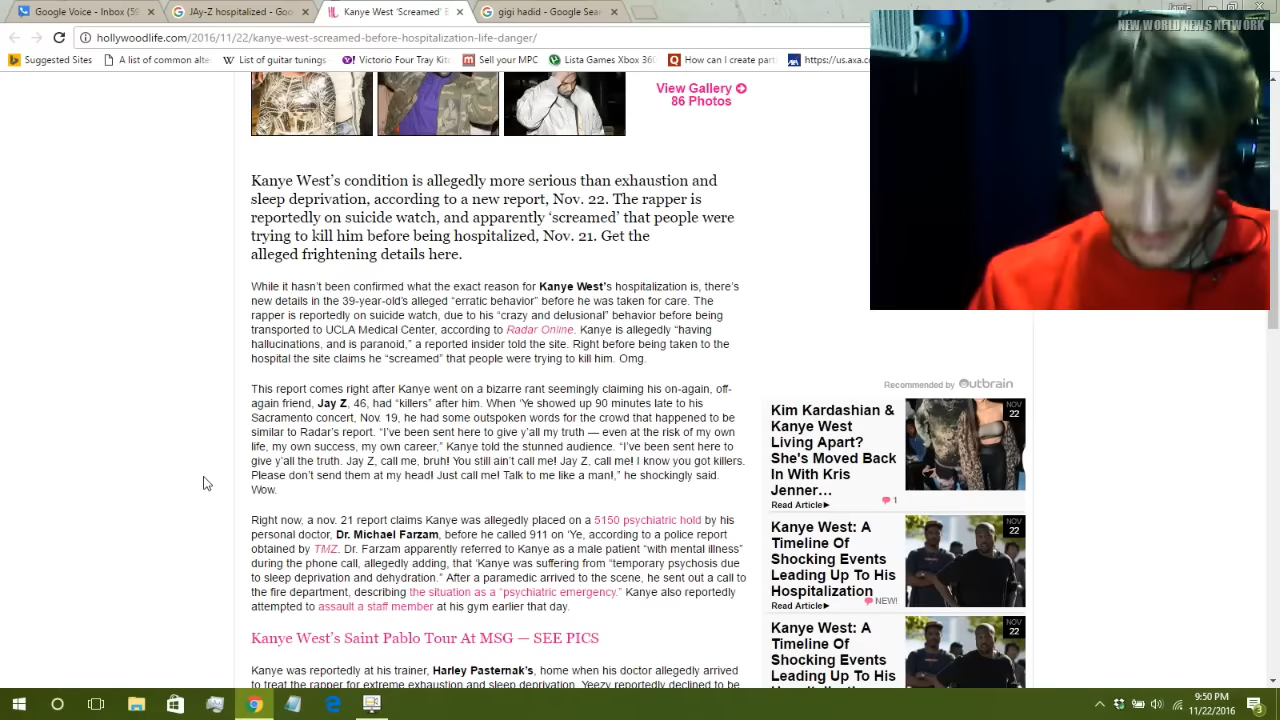 Google Voice - Inbox (59
JAY-Z hospitalized - Goo
Kanye West 'Screamed' B
gigi hadid - Google Sear
hollywoodlife.com/2016/11/22/kanye-west-screamed-before-hospitalization-life-danger/
Suggested Sites
A list of common alte
List of guitar tunings
Victorio Four Tray Kit
Sell your MPC
Lista Games Xbox 360
How can I create part
https://us.axa.co
NEW WORLD NEWS NETWORK
View Gallery
86 Photos
Kanye West's condition is allegedly more serious than exhaustion and
sleep deprivation, according to a new report, Nov. 22. The rapper is
reportedly on suicide watch, and apparently 'screamed' that people were
trying to kill him before being hospitalized, Nov. 21. Get the
alleged frightening details here.
While it hasn't been confirmed what the exact reason for Kanye West's hospitalization is, there's
new details in the 39-year-old's alleged "erratic behavior" before he was taken for care. The
rapper is reportedly on suicide watch, due to his "crazy and delusional" behavior before being
transported to UCLA Medical Center, according to Radar Online. Kanye is allegedly "having
hallucinations, and is paranoid," a reported insider told the site. Right before being taken to the
hospital the site claims he "screamed" that people were trying to kill him. Omg.
This report comes right after Kanye went on a bizarre rant seemingly claiming his on-again, off-
again friend, Jay Z, 46, had "killers" after him. When 'Ye showed up 90 minutes late to his
Sacramento concert, Nov. 19, he had some outspoken words for the crowd that happened to be
similar to Radar's report. "I've been sent here to give y'all my truth — even at the risk of my own
life, my own success, my own career," Kanye told the stunned audience. "I've been sent here to
give y'all the truth. Jay Z, call me, bruh! You still ain't call me! Jay Z, call me! I know you got killers.
Please don't send them at my head! Just call me! Talk to me like a man!," he shockingly said.
Wow.
Right now, a nov. 21 report claims Kanye was allegedly placed on a 5150 psychiatric hold by his
personal doctor, Dr. Michael Farzam, before he called 911 on 'Ye, according to a police report
obtained by TMZ. Dr. Farzam apparently referred to Kanye as a male patient "with mental illness"
during the phone call, allegedly adding, that 'Kanye was suffering from "temporary psychosis due
to sleep deprivation and dehydration." After a paramedic arrived to the scene, he sent out a call to
the fire department, describing the situation as a "psychiatric emergency." Kanye also reportedly
attempted to assault a staff member at his gym earlier that day.
Kanye West's Saint Pablo Tour At MSG — SEE PICS
Kanye was reportedly at his trainer, Harley Pasternak's, home when his doctor allegedly arrived
to treat the rapper for extreme exhaustion and sleep deprivation. Yeezy reportedly declined to be
Recommended by Outbrain
Kim Kardashian &
Kanye West
Living Apart?
She's Moved Back
In With Kris
Jenner…
Read Article
1
NOV
22
Kanye West: A
Timeline Of
Shocking Events
Leading Up To His
Hospitalization
Read Article
NEW!
NOV
22
Kanye West: A
Timeline Of
Shocking Events
Leading Up To His
NOV
22
9:50 PM
11/22/2016
3